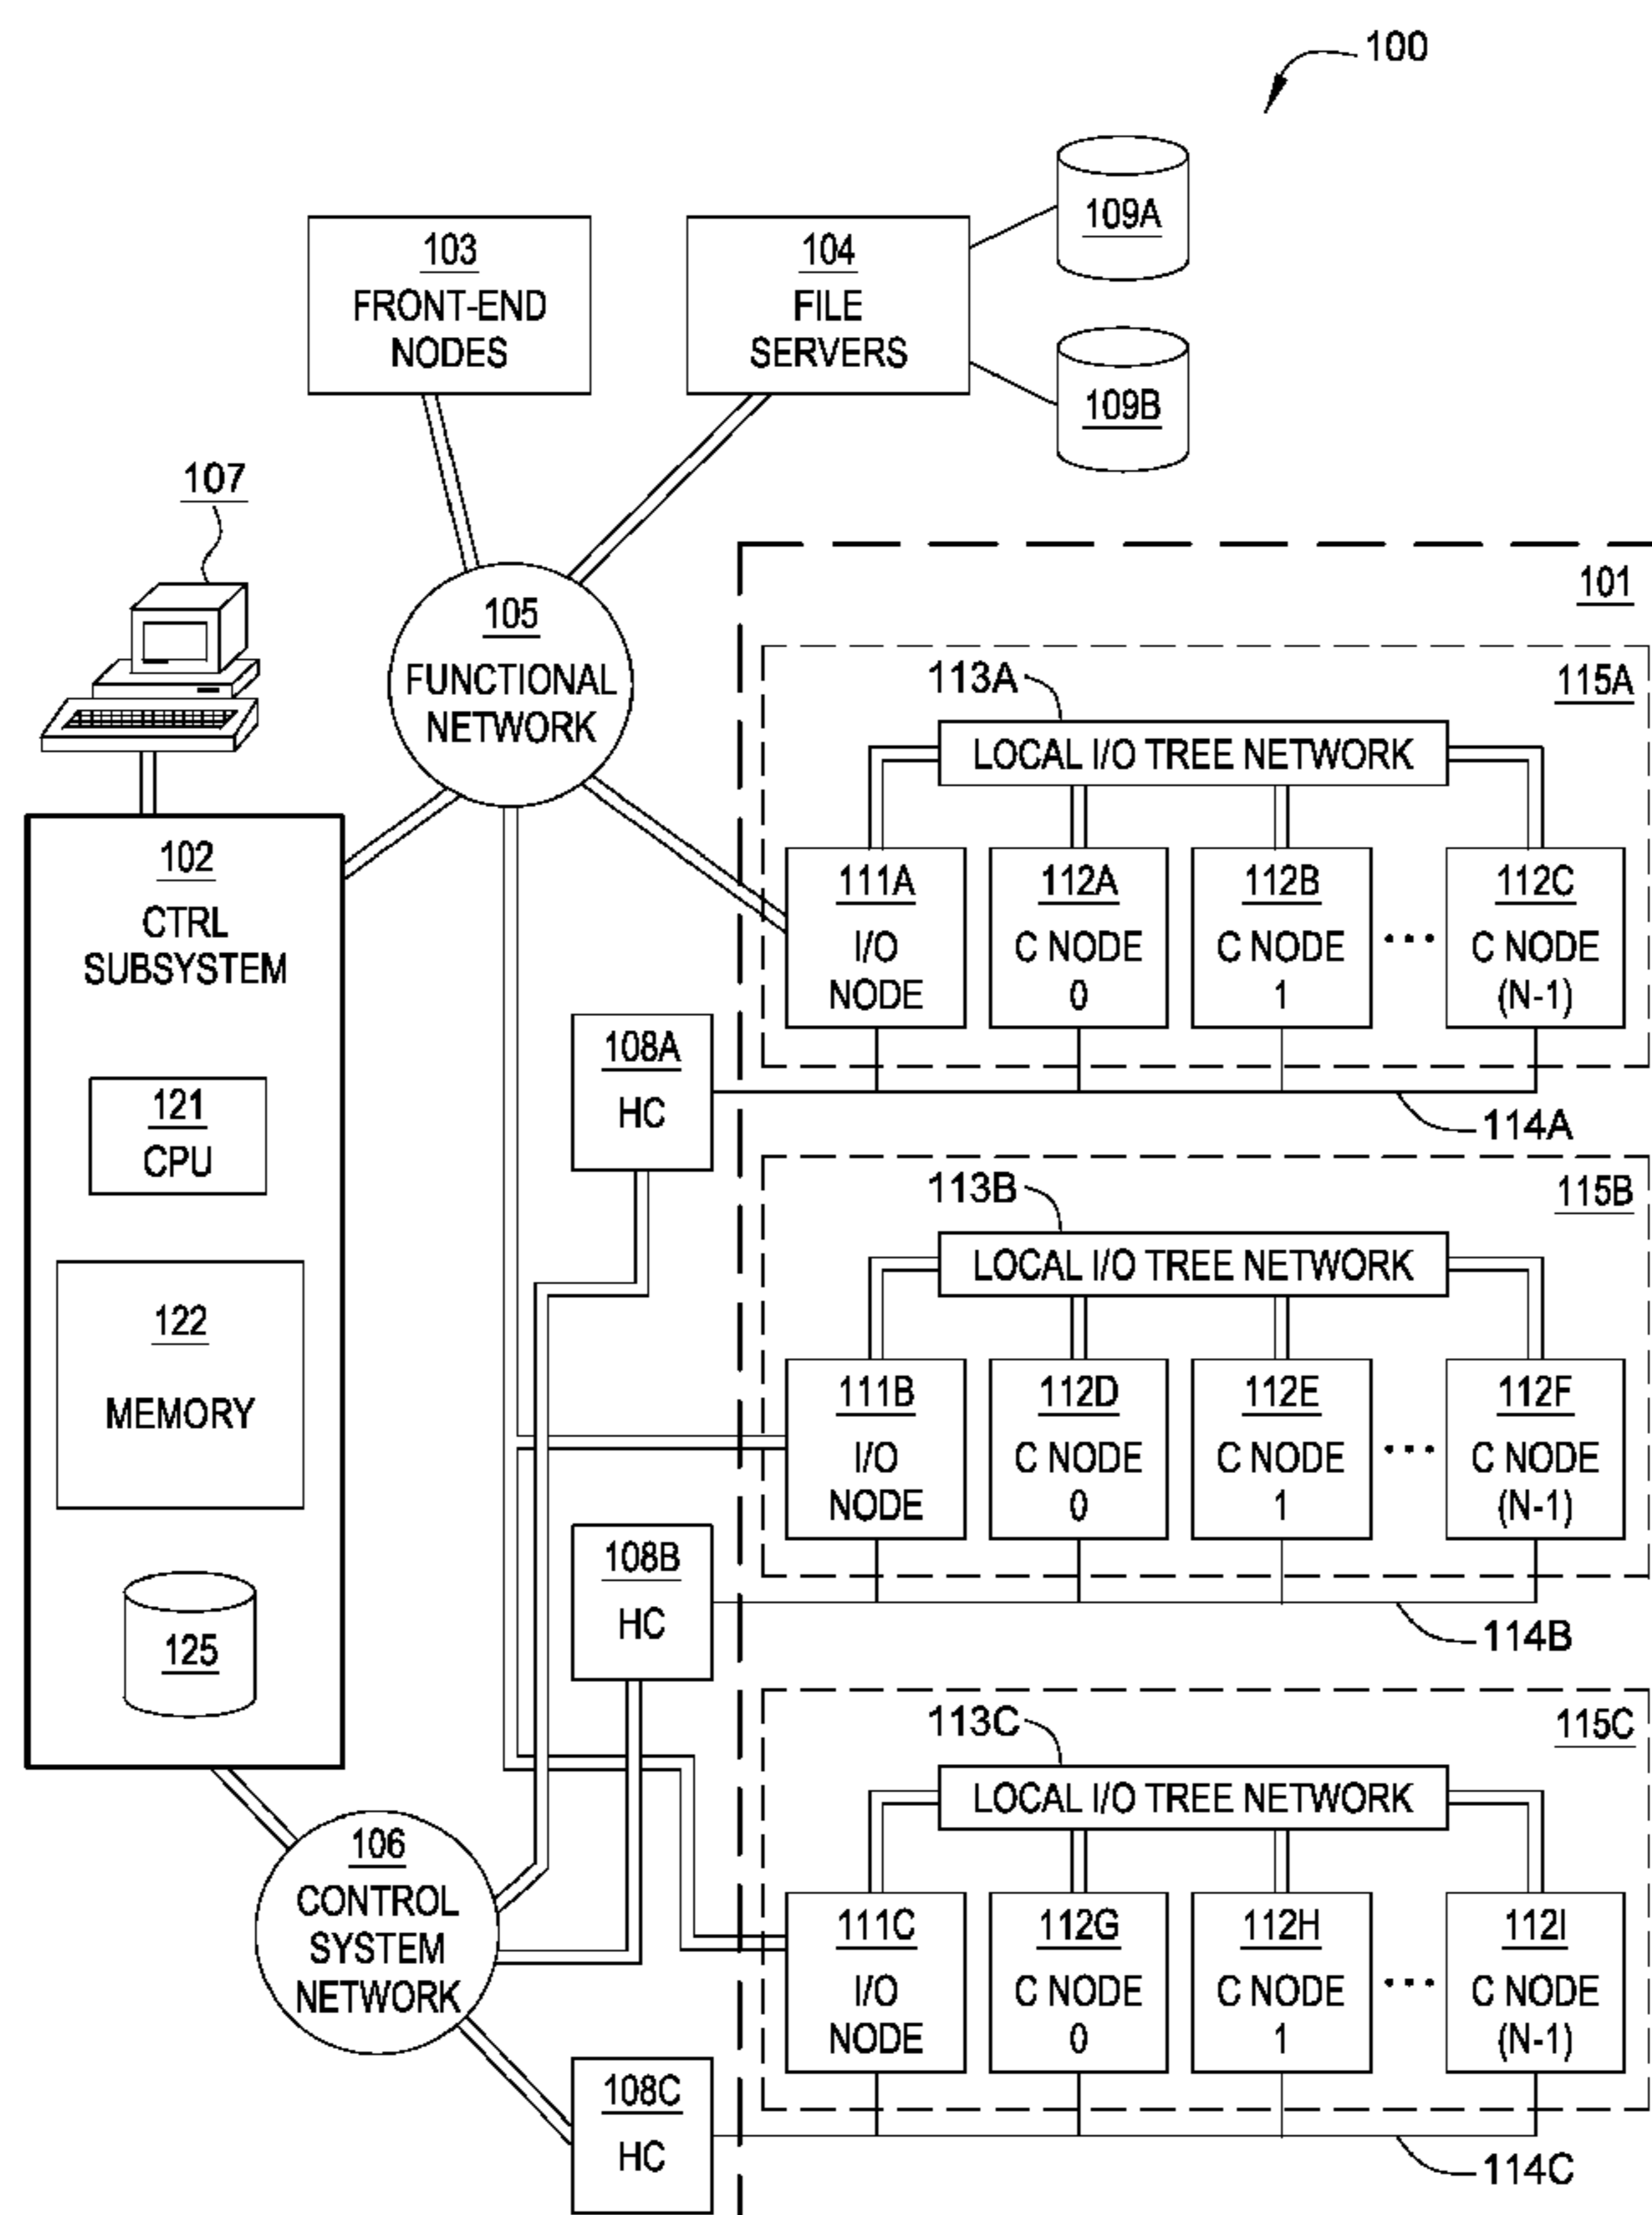 100
109A
109B
103
FRONT-END
NODES
104
FILE
SERVERS
107
105
FUNCTIONAL
NETWORK
101
102
CTRL
SUBSYSTEM
121
CPU
122
MEMORY
125
106
CONTROL
SYSTEM
NETWORK
108A
HC
108B
HC
108C
HC
115A
113A
LOCAL I/O TREE NETWORK
111A
I/O
NODE
112A
C NODE
0
112B
C NODE
1
...
112C
C NODE
(N-1)
114A
115B
113B
LOCAL I/O TREE NETWORK
111B
I/O
NODE
112D
C NODE
0
112E
C NODE
1
...
112F
C NODE
(N-1)
114B
115C
113C
LOCAL I/O TREE NETWORK
111C
I/O
NODE
112G
C NODE
0
112H
C NODE
1
...
112I
C NODE
(N-1)
114C